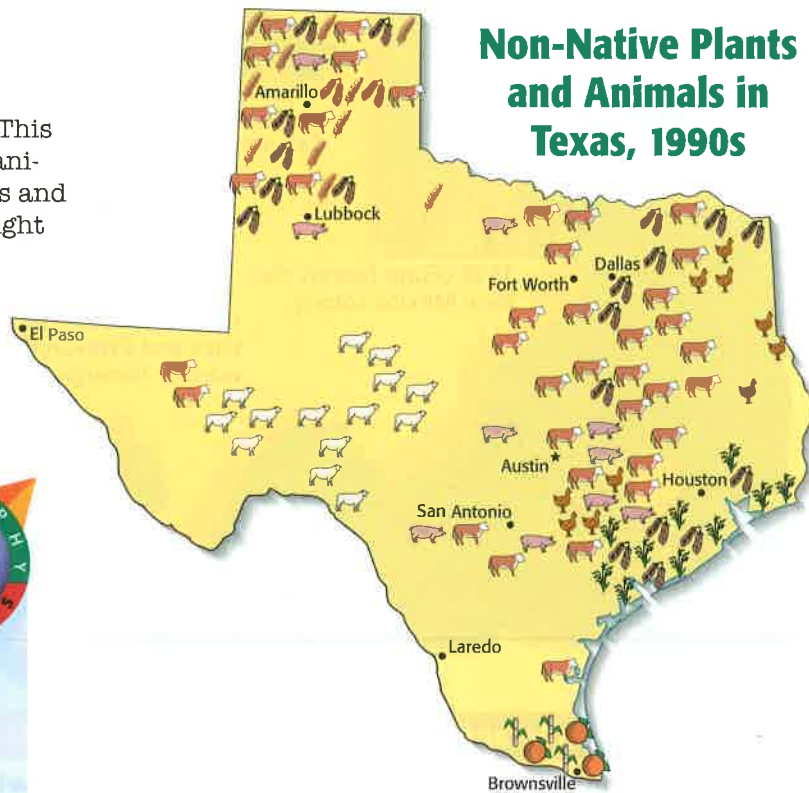 Non-Native Plants
and Animals in
Texas, 1990s
This
ani-
s and
ght
Amarillo
Lubbock
El Paso
Fort Worth
Dallas
Austin
Houston
San Antonio
Laredo
Brownsville
P H Y
S